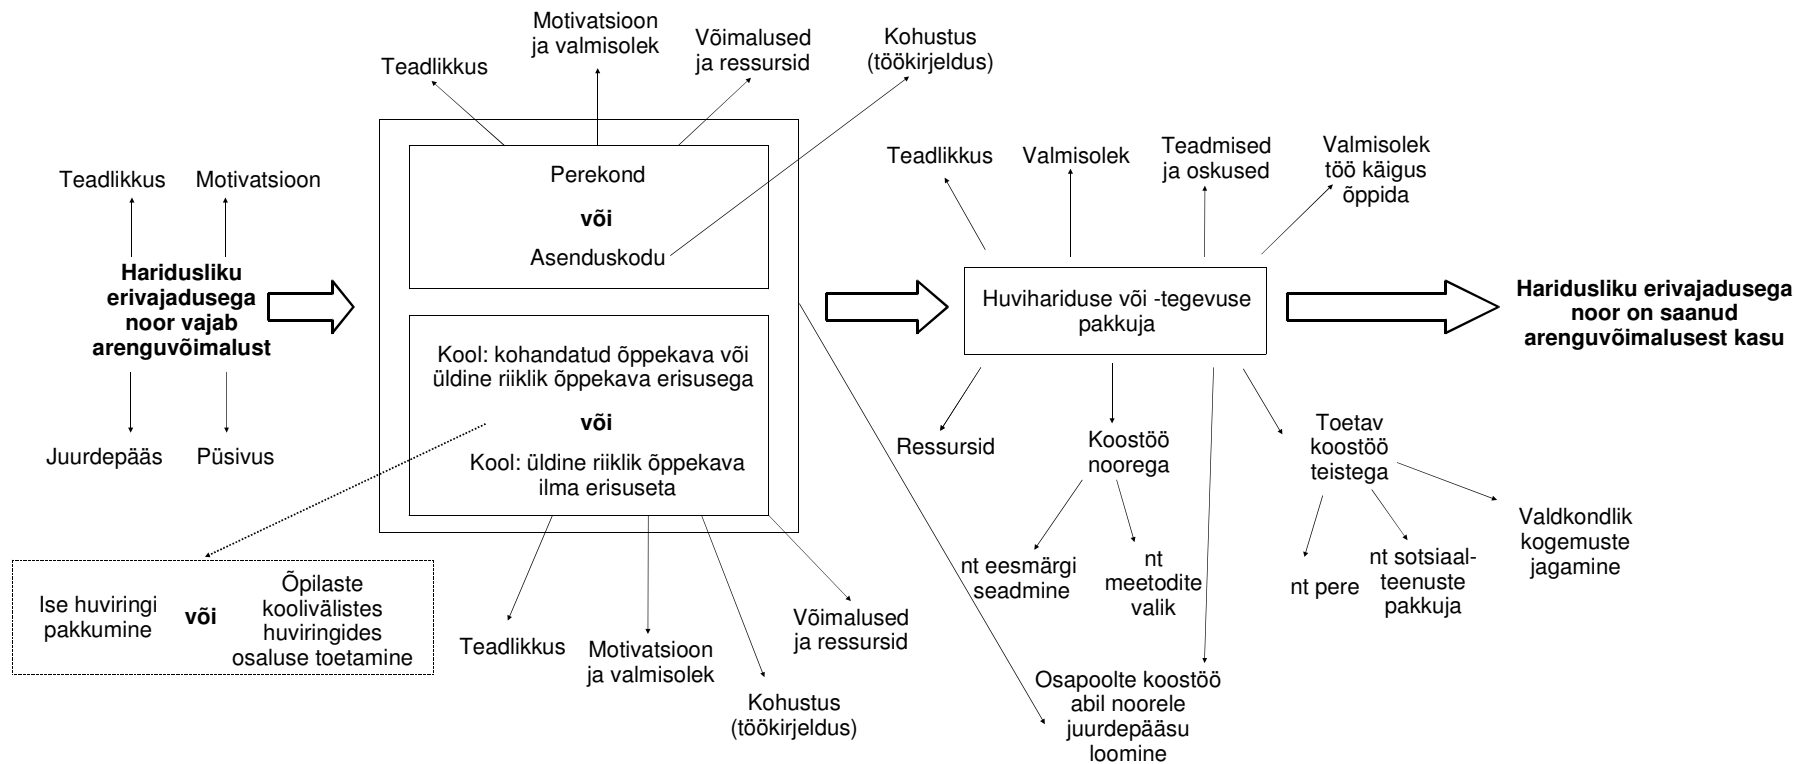 Teadlikkus
Motivatsioon
Haridusliku
erivajadusega
noor vajab
arenguvõimalust
Juurdepääs
Püsivus
Teadlikkus
Motivatsioon
ja valmisolek
Võimalused
ja ressursid
Kohustus
(töökirjeldus)
Perekond
või
Asenduskodu
Kool: kohandatud õppekava või
üldine riiklik õppekava erisusega
või
Kool: üldine riiklik õppekava
ilma erisuseta
Ise huviringi
pakkumine
või
Õpilaste
koolivälistes
huviringides
osaluse toetamine
Teadlikkus
Motivatsioon
ja valmisolek
Kohustus
(töökirjeldus)
Võimalused
ja ressursid
Teadlikkus
Valmisolek
Teadmised
ja oskused
Valmisolek
töö käigus
õppida
Huvihariduse või -tegevuse
pakkuja
Ressursid
Koostöö
noorega
nt eesmärgi
seadmine
nt
meetodite
valik
Osapoolte koostöö
abil noorele
juurdepääsu
loomine
Toetav
koostöö
teistega
nt pere
nt sotsiaal-
teenuste
pakkuja
Valdkondlik
kogemuste
jagamine
Haridusliku erivajadusega
noor on saanud
arenguvõimalusest kasu